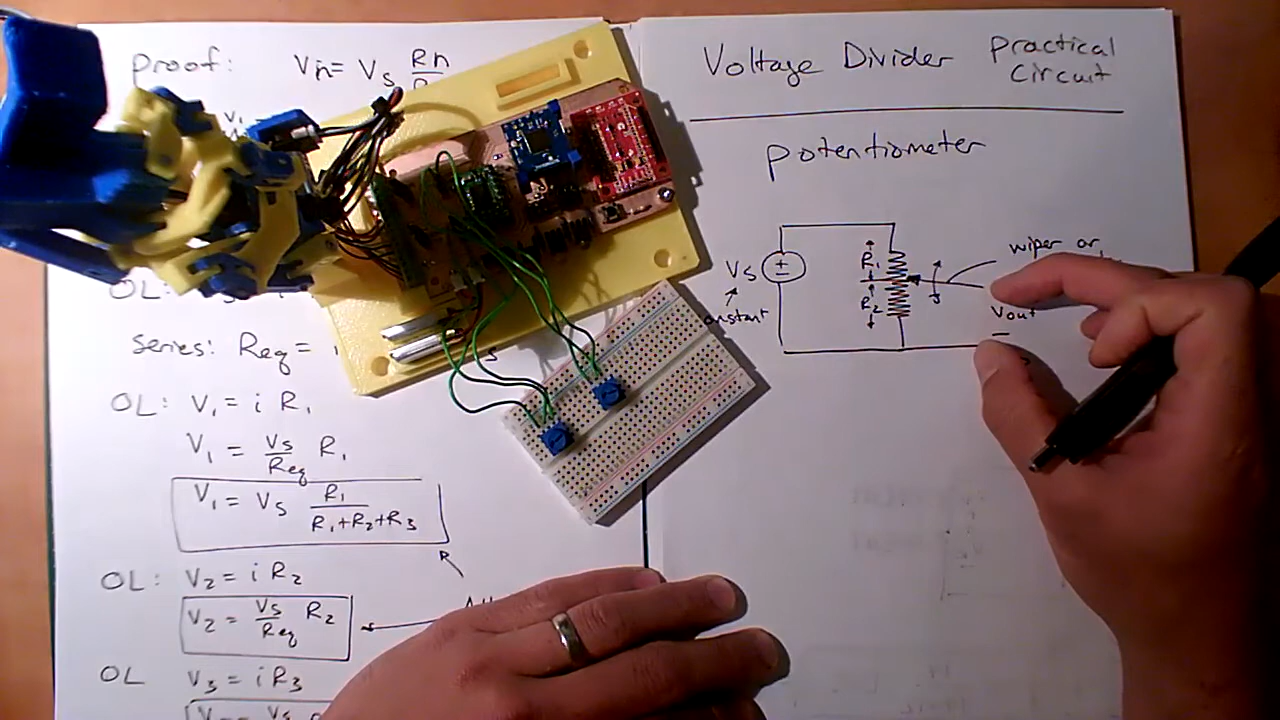 proof: Vn = Vs Rn
V1
OL:
series: Req =
OL: V1 = i R1
V1 = Vs/Req R1
V1 = Vs R1/R1+R2+R3
OL: V2 = i R2
V2 = Vs/Req R2
OL V3 = i R3
Voltage Divider practical circuit
potentiometer
wiper or
Vs
+
R1
R2
Vout
constant